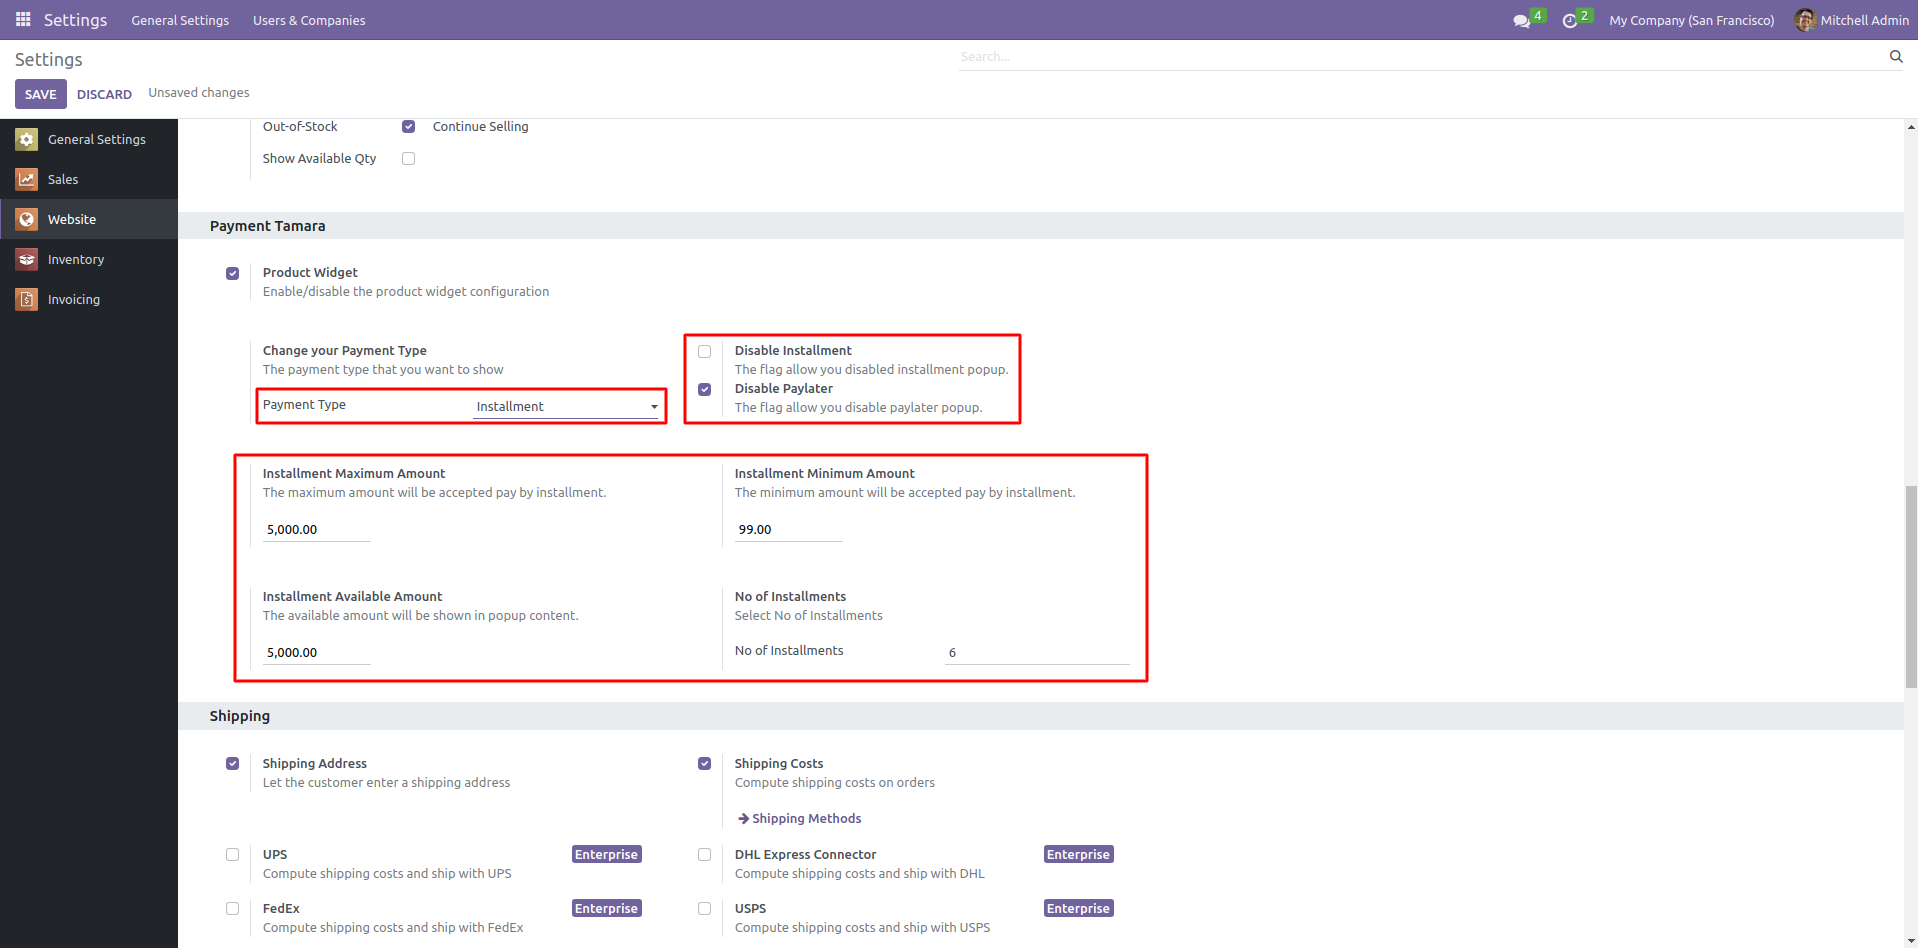 Settings General Settings Users & Companies 4 2 My Company (San Francisco) Mitchell Admin
Settings
Search...
SAVE DISCARD Unsaved changes
General Settings
Sales
Website
Inventory
Invoicing
Out-of-Stock Continue Selling
Show Available Qty
Payment Tamara
Product Widget
Enable/disable the product widget configuration
Change your Payment Type
The payment type that you want to show
Payment Type Installment
Disable Installment
The flag allow you disabled installment popup.
Disable Paylater
The flag allow you disable paylater popup.
Installment Maximum Amount
The maximum amount will be accepted pay by installment.
5,000.00
Installment Minimum Amount
The minimum amount will be accepted pay by installment.
99.00
Installment Available Amount
The available amount will be shown in popup content.
5,000.00
No of Installments
Select No of Installments
No of Installments 6
Shipping
Shipping Address
Let the customer enter a shipping address
Shipping Costs
Compute shipping costs on orders
Shipping Methods
UPS Enterprise
Compute shipping costs and ship with UPS
DHL Express Connector Enterprise
Compute shipping costs and ship with DHL
FedEx Enterprise
Compute shipping costs and ship with FedEx
USPS Enterprise
Compute shipping costs and ship with USPS